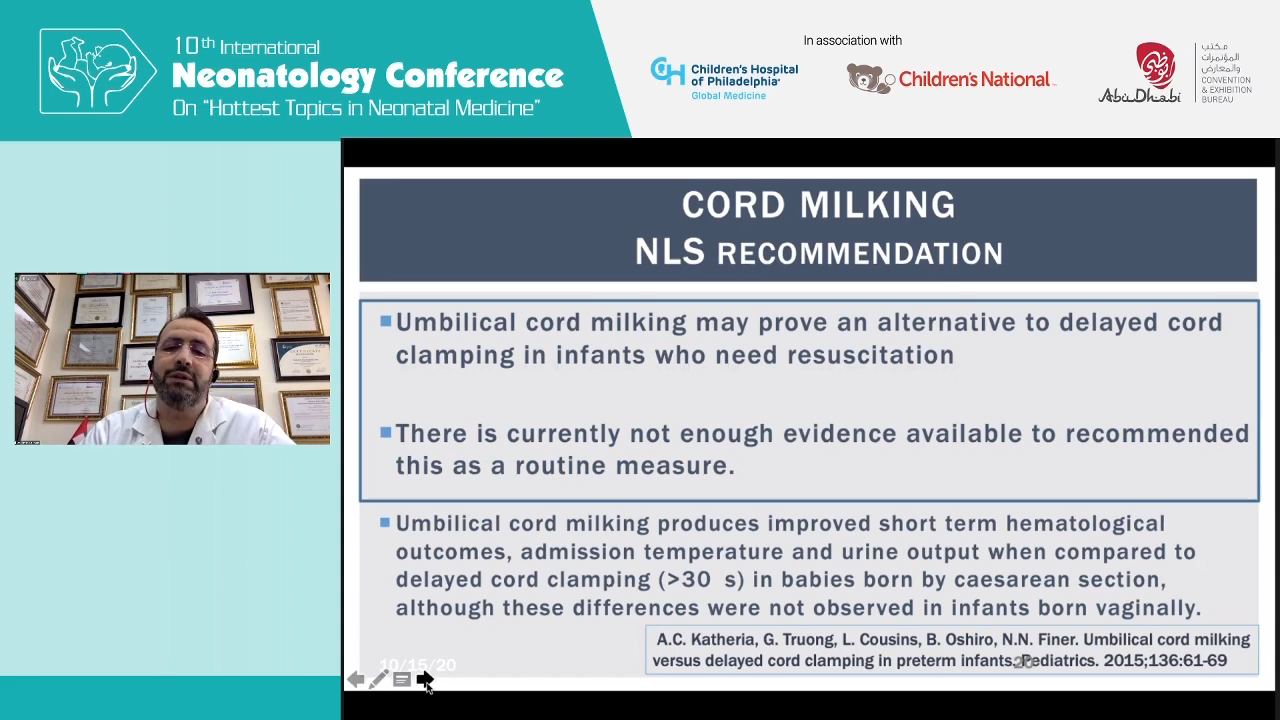 10th International
Neonatology Conference
On “Hottest Topics in Neonatal Medicine”
In association with
Children's Hospital
of Philadelphia
Global Medicine
Children's National
Abu Dhabi
أبوظبي
مكتب
المؤتمرات
والمعارض
CONVENTION
& EXHIBITION
BUREAU
CORD MILKING
NLS RECOMMENDATION
Umbilical cord milking may prove an alternative to delayed cord
clamping in infants who need resuscitation
There is currently not enough evidence available to recommended
this as a routine measure.
Umbilical cord milking produces improved short term hematological
outcomes, admission temperature and urine output when compared to
delayed cord clamping (>30 s) in babies born by caesarean section,
although these differences were not observed in infants born vaginally.
A.C. Katheria, G. Truong, L. Cousins, B. Oshiro, N.N. Finer. Umbilical cord milking
versus delayed cord clamping in preterm infants. Pediatrics. 2015;136:61-69
10/15/20
20